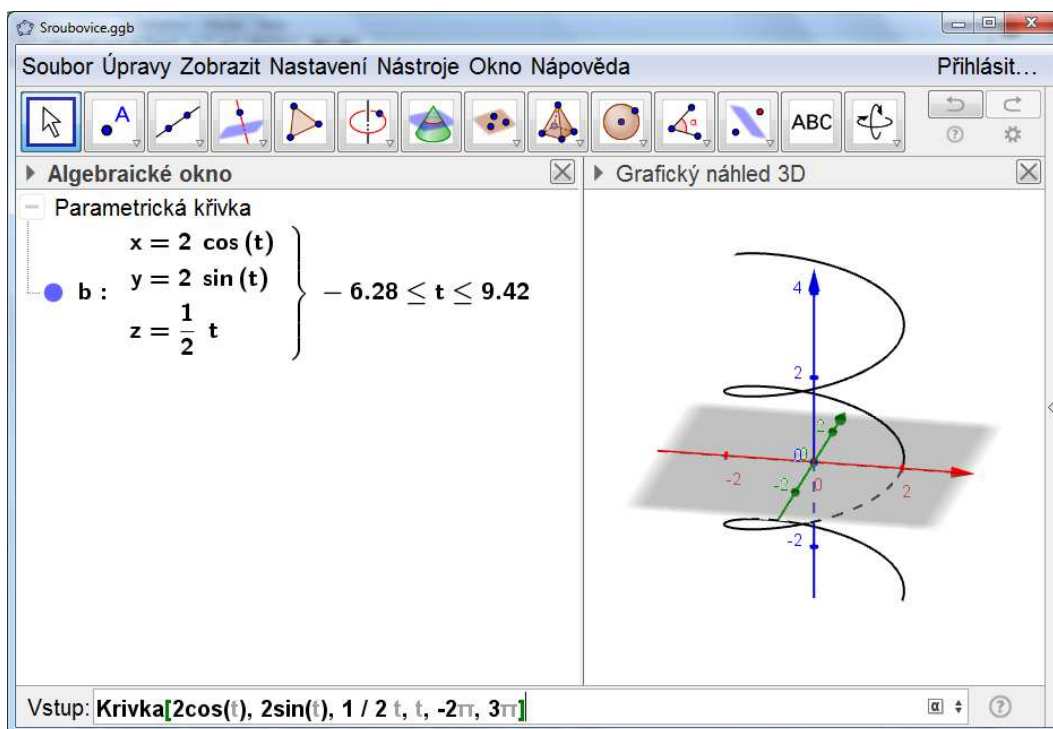 Sroubovice.ggb
Soubor Úpravy Zobrazit Nastavení Nástroje Okno Nápověda Přihlásit...
A α ABC
Algebraické okno
Parametrická křivka
x = 2 cos (t)
b : y = 2 sin (t) − 6.28 ≤ t ≤ 9.42
z = 1/2 t
Grafický náhled 3D
4
2
2
0 0
-2 -2 0 2
-2
Vstup: Krivka[2cos(t), 2sin(t), 1 / 2 t, t, -2π, 3π] α